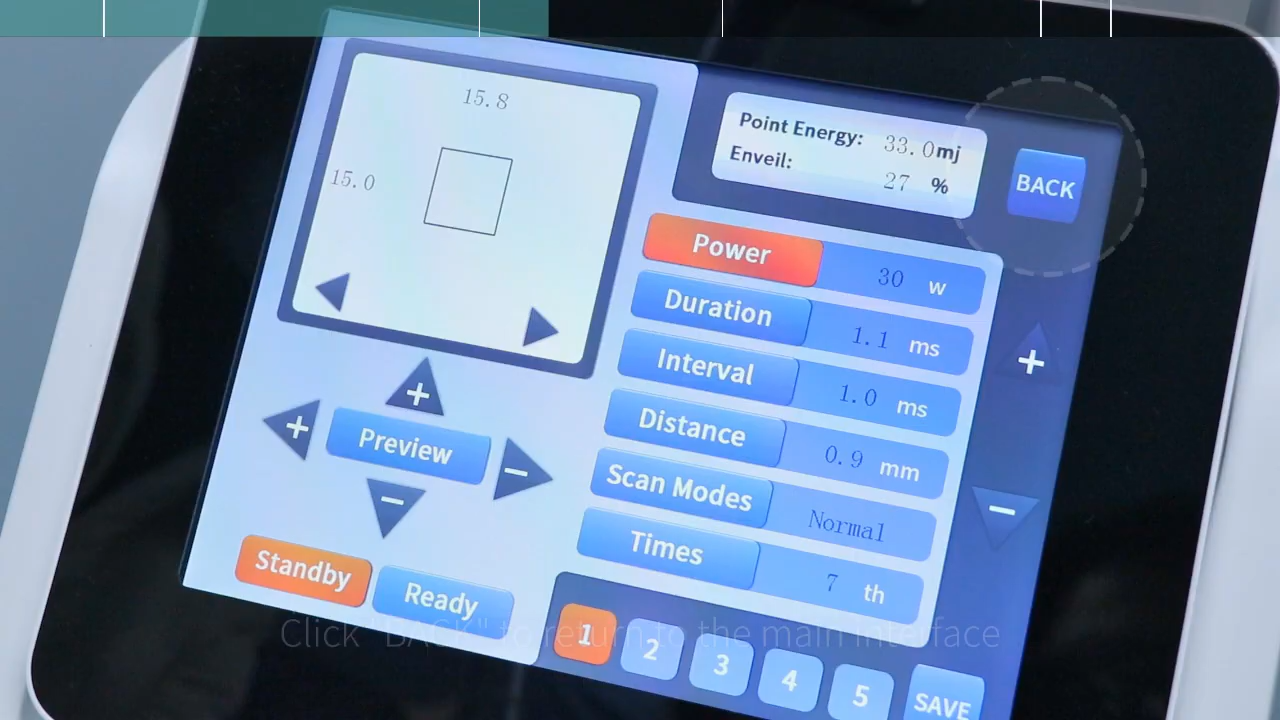 15.8
15.0
Point Energy: 33.0mj
Enveil: 27 %
BACK
Power 30 w
Duration 1.1 ms
Interval 1.0 ms
Distance 0.9 mm
Scan Modes Normal
Times 7 th
+
+
Preview
−
−
+
−
Standby
Ready
1 2 3 4 5 SAVE
Click "BACK" to return to the main interface